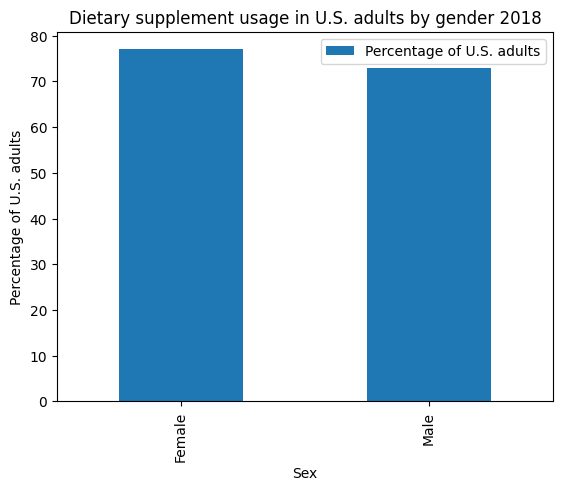 Dietary supplement usage in U.S. adults by gender 2018
Percentage of U.S. adults
Percentage of U.S. adults
80
70
60
50
40
30
20
10
0
Female
Male
Sex